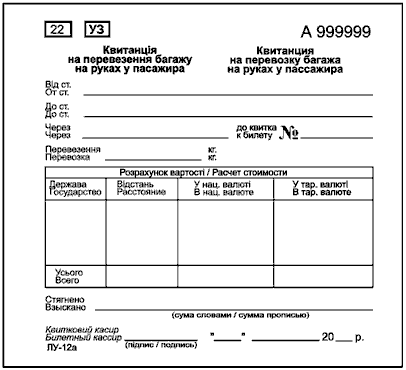 22 УЗ А 999999
Квитанція Квитанция
на перевезення багажу на перевозку багажа
на руках у пасажира на руках у пассажира
Від ст.
От ст.
До ст.
До ст.
Через до квитка №
Через к билету
Перевезення кг.
Перевозка кг.
Розрахунок вартості / Расчет стоимости
Держава Відстань У нац. валюті У тар. валюті
Государство Расстояние В нац. валюте В тар. валюте
Усього
Всего
Стягнено
Взыскано
(сума словами / сумма прописью)
Квитковий касир
Билетный кассир "___" 20 __ р.
ЛУ-12а (підпис / подпись)